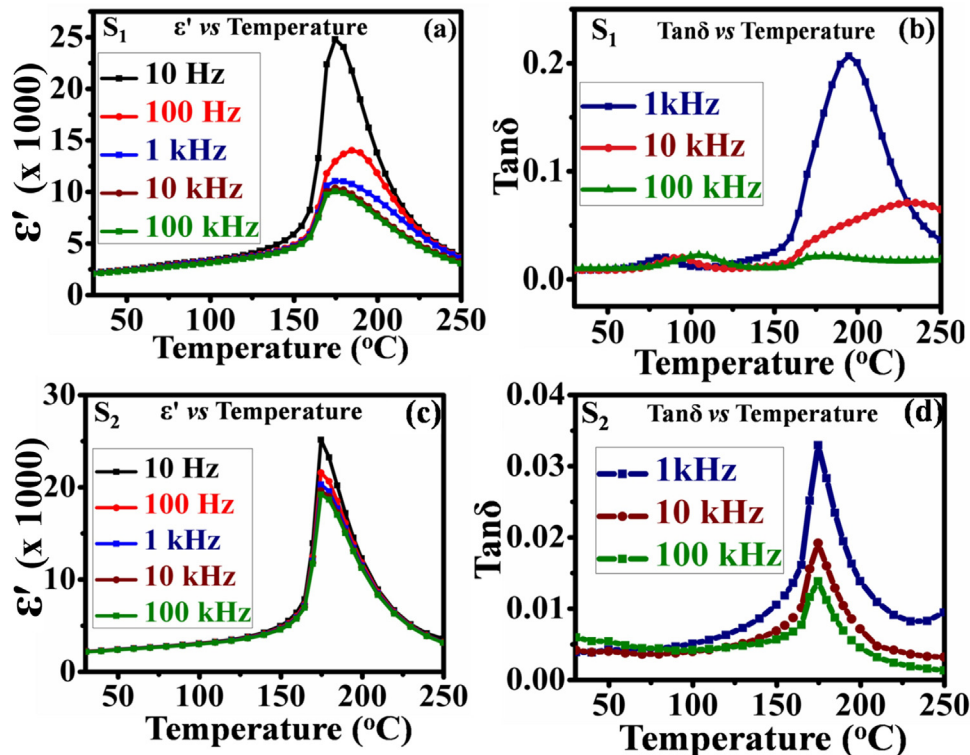 S₁ ε' vs Temperature (a)
10 Hz
100 Hz
1 kHz
10 kHz
100 kHz
ε' (x 1000)
25
20
15
10
5
0
50 100 150 200 250
Temperature (°C)
S₁ (b)
Tanδ vs Temperature
1kHz
10 kHz
100 kHz
Tanδ
0.2
0.1
0.0
50 100 150 200 250
Temperature (°C)
S₂ ε' vs Temperature (c)
10 Hz
100 Hz
1 kHz
10 kHz
100 kHz
ε' (x 1000)
30
20
10
0
50 100 150 200 250
Temperature (°C)
S₂ Tanδ vs Temperature (d)
1kHz
10 kHz
100 kHz
Tanδ
0.04
0.03
0.02
0.01
0.00
50 100 150 200 250
Temperature (°C)